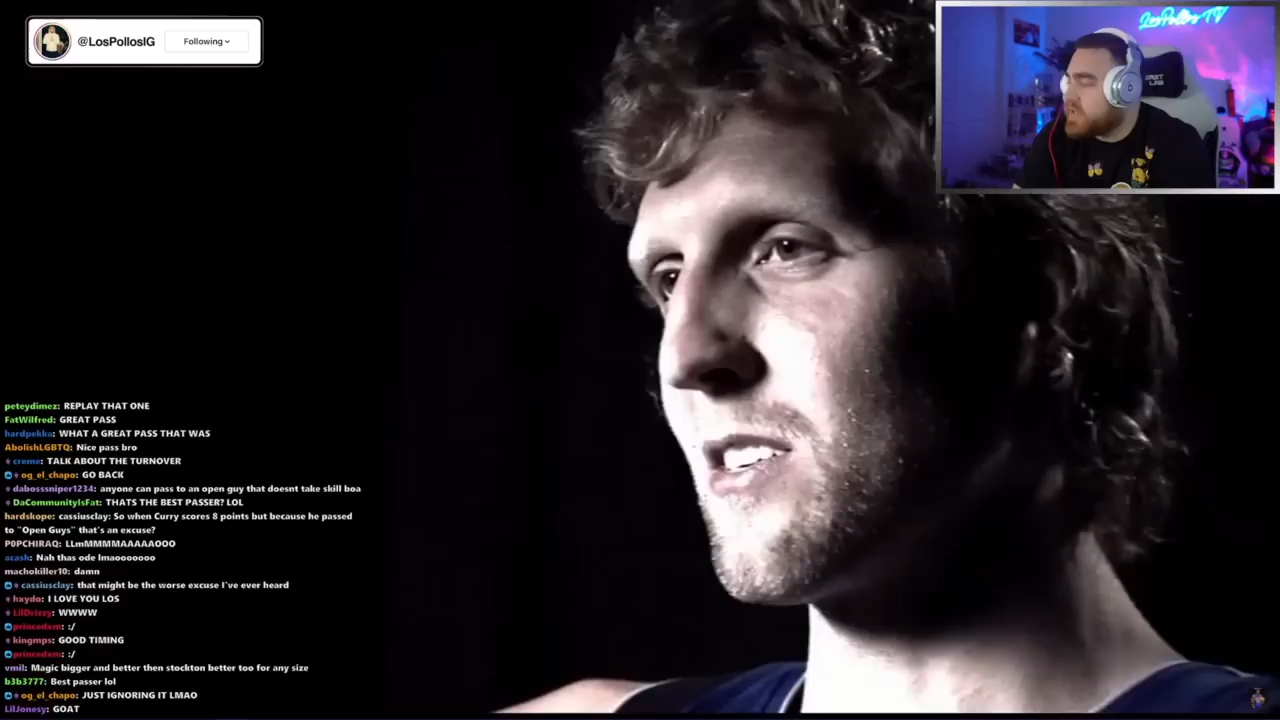 @LosPollosIG
Following
LosPollos TV
peteydimez: REPLAY THAT ONE
FatWilfred: GREAT PASS
hardpekka: WHAT A GREAT PASS THAT WAS
AbolishLGBTQ: Nice pass bro
creme: TALK ABOUT THE TURNOVER
og_el_chapo: GO BACK
dabosssniper1234: anyone can pass to an open guy that doesnt take skill boa
DaCommunityIsFat: THATS THE BEST PASSER? LOL
hardskope: cassiusclay: So when Curry scores 8 points but because he passed
to "Open Guys" that's an excuse?
P0PCHIRAQ: LLmMMMMAAAAAOOO
acash: Nah thas ode lmaooooooo
machokiller10: damn
cassiusclay: that might be the worse excuse I've ever heard
hxydo: I LOVE YOU LOS
LilDrizzy: WWWW
princedxm: :/
kingmps: GOOD TIMING
princedxm: :/
vmil: Magic bigger and better then stockton better too for any size
b3b3777: Best passer lol
og_el_chapo: JUST IGNORING IT LMAO
LilJonesy: GOAT